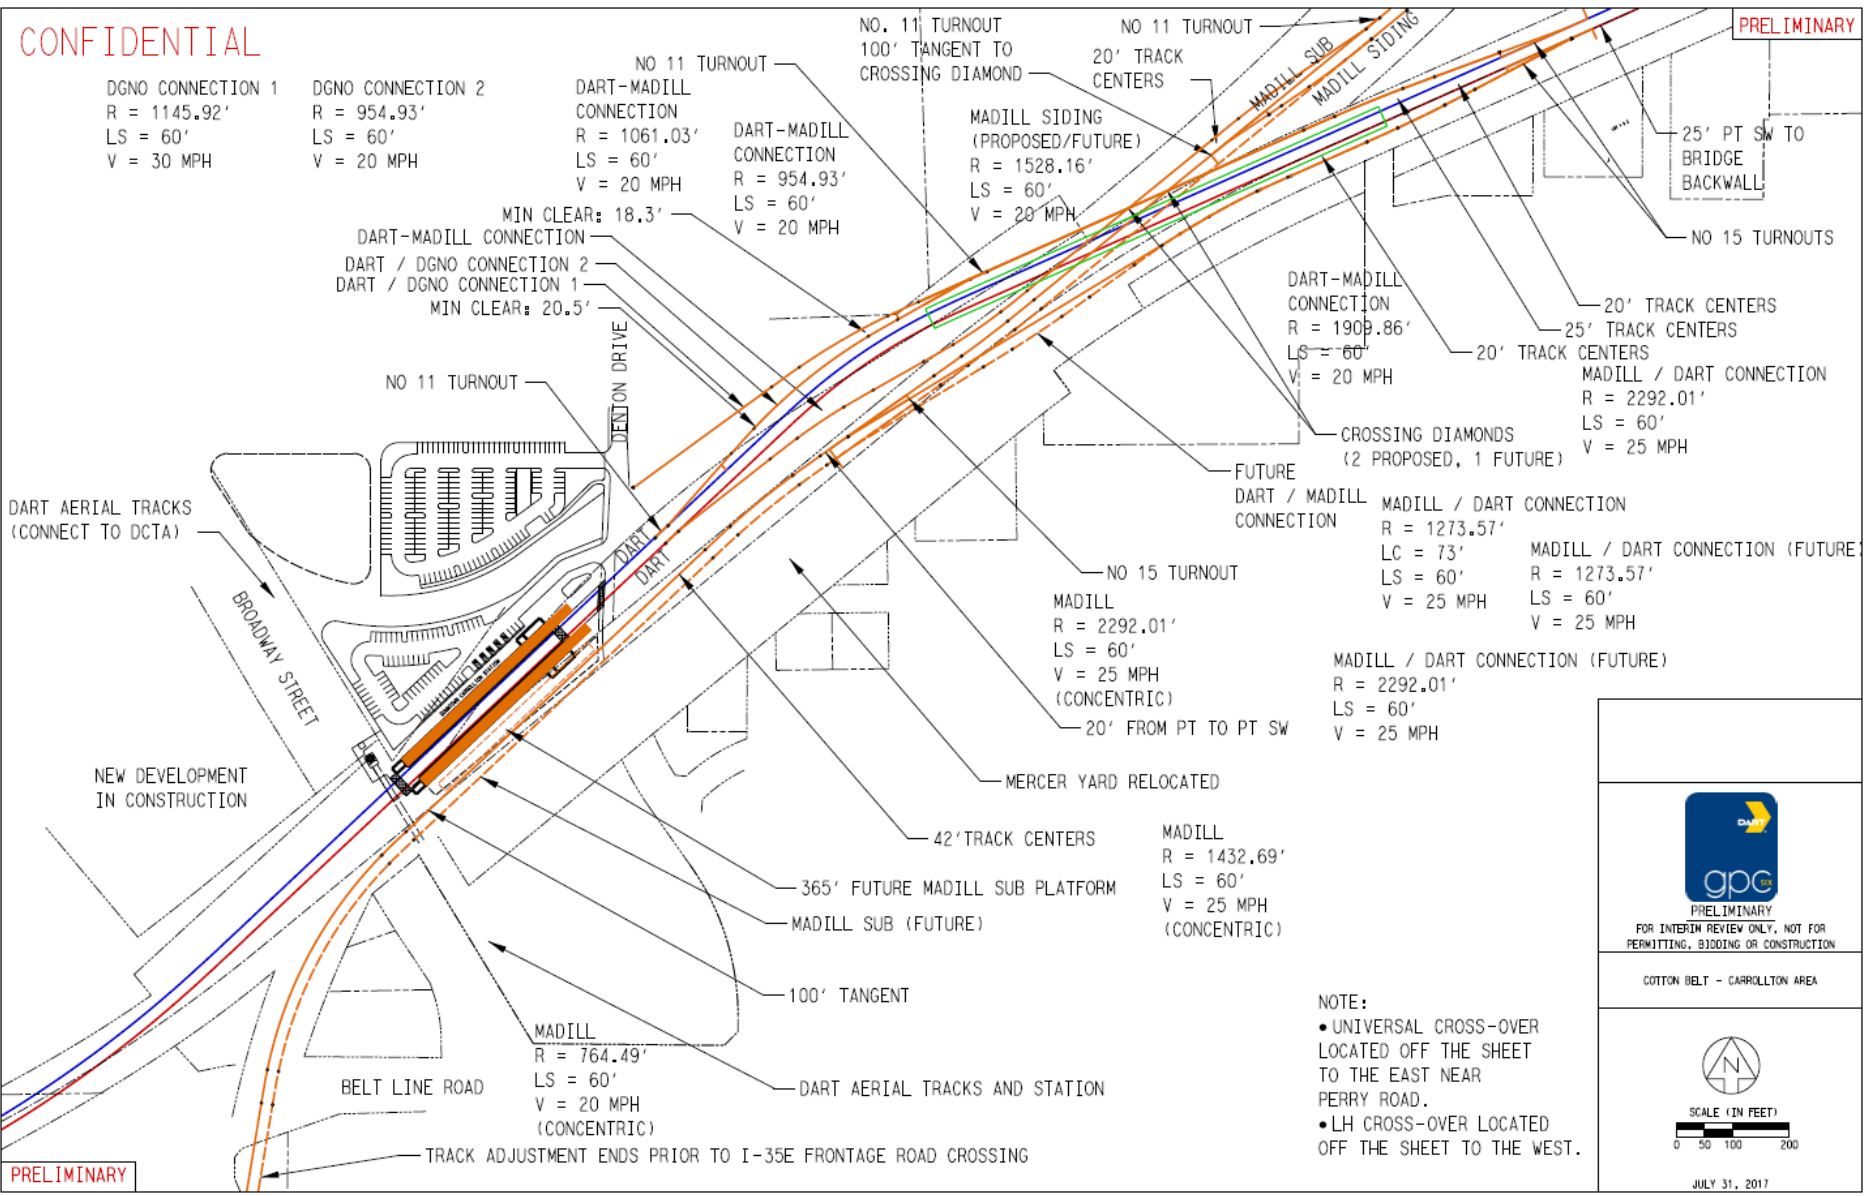 CONFIDENTIAL
PRELIMINARY
DGNO CONNECTION 1
R = 1145.92'
LS = 60'
V = 30 MPH
DGNO CONNECTION 2
R = 954.93'
LS = 60'
V = 20 MPH
DART-MADILL
CONNECTION
R = 1061.03'
LS = 60'
V = 20 MPH
NO 11 TURNOUT
DART-MADILL
CONNECTION
R = 954.93'
LS = 60'
V = 20 MPH
NO. 11 TURNOUT
100' TANGENT TO
CROSSING DIAMOND
NO 11 TURNOUT
20' TRACK
CENTERS
MADILL SUB
MADILL SIDING
MADILL SIDING
(PROPOSED/FUTURE)
R = 1528.16'
LS = 60'
V = 20 MPH
25' PT SW TO
BRIDGE
BACKWALL
NO 15 TURNOUTS
MIN CLEAR: 18.3'
DART-MADILL CONNECTION
DART / DGNO CONNECTION 2
DART / DGNO CONNECTION 1
MIN CLEAR: 20.5'
NO 11 TURNOUT
DENTON DRIVE
DART-MADILL
CONNECTION
R = 1909.86'
LS = 60'
V = 20 MPH
20' TRACK CENTERS
25' TRACK CENTERS
20' TRACK CENTERS
MADILL / DART CONNECTION
R = 2292.01'
LS = 60'
V = 25 MPH
CROSSING DIAMONDS
(2 PROPOSED, 1 FUTURE)
FUTURE
DART / MADILL
CONNECTION
MADILL / DART CONNECTION
R = 1273.57'
LC = 73'
LS = 60'
V = 25 MPH
MADILL / DART CONNECTION (FUTURE)
R = 1273.57'
LS = 60'
V = 25 MPH
DART AERIAL TRACKS
(CONNECT TO DCTA)
DART
DART
BROADWAY STREET
DOWNTOWN CARROLLTON STATION
NO 15 TURNOUT
MADILL
R = 2292.01'
LS = 60'
V = 25 MPH
(CONCENTRIC)
MADILL / DART CONNECTION (FUTURE)
R = 2292.01'
LS = 60'
V = 25 MPH
20' FROM PT TO PT SW
NEW DEVELOPMENT
IN CONSTRUCTION
MERCER YARD RELOCATED
42'TRACK CENTERS
MADILL
R = 1432.69'
LS = 60'
V = 25 MPH
(CONCENTRIC)
365' FUTURE MADILL SUB PLATFORM
MADILL SUB (FUTURE)
100' TANGENT
MADILL
R = 764.49'
LS = 60'
V = 20 MPH
(CONCENTRIC)
BELT LINE ROAD
DART AERIAL TRACKS AND STATION
TRACK ADJUSTMENT ENDS PRIOR TO I-35E FRONTAGE ROAD CROSSING
NOTE:
• UNIVERSAL CROSS-OVER
LOCATED OFF THE SHEET
TO THE EAST NEAR
PERRY ROAD.
• LH CROSS-OVER LOCATED
OFF THE SHEET TO THE WEST.
DART
gpc SIX
PRELIMINARY
FOR INTERIM REVIEW ONLY, NOT FOR
PERMITTING, BIDDING OR CONSTRUCTION
COTTON BELT - CARROLLTON AREA
N
SCALE (IN FEET)
0 50 100 200
JULY 31, 2017
PRELIMINARY